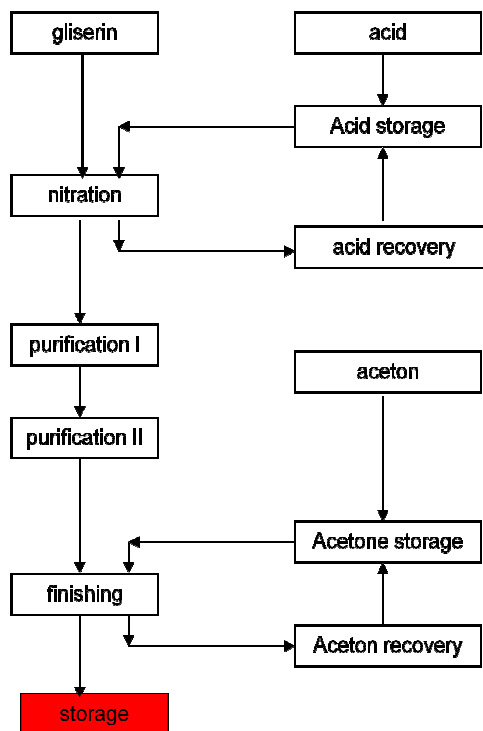 gliserin
acid
Acid storage
nitration
acid recovery
purification I
aceton
purification II
Acetone storage
finishing
Aceton recovery
storage